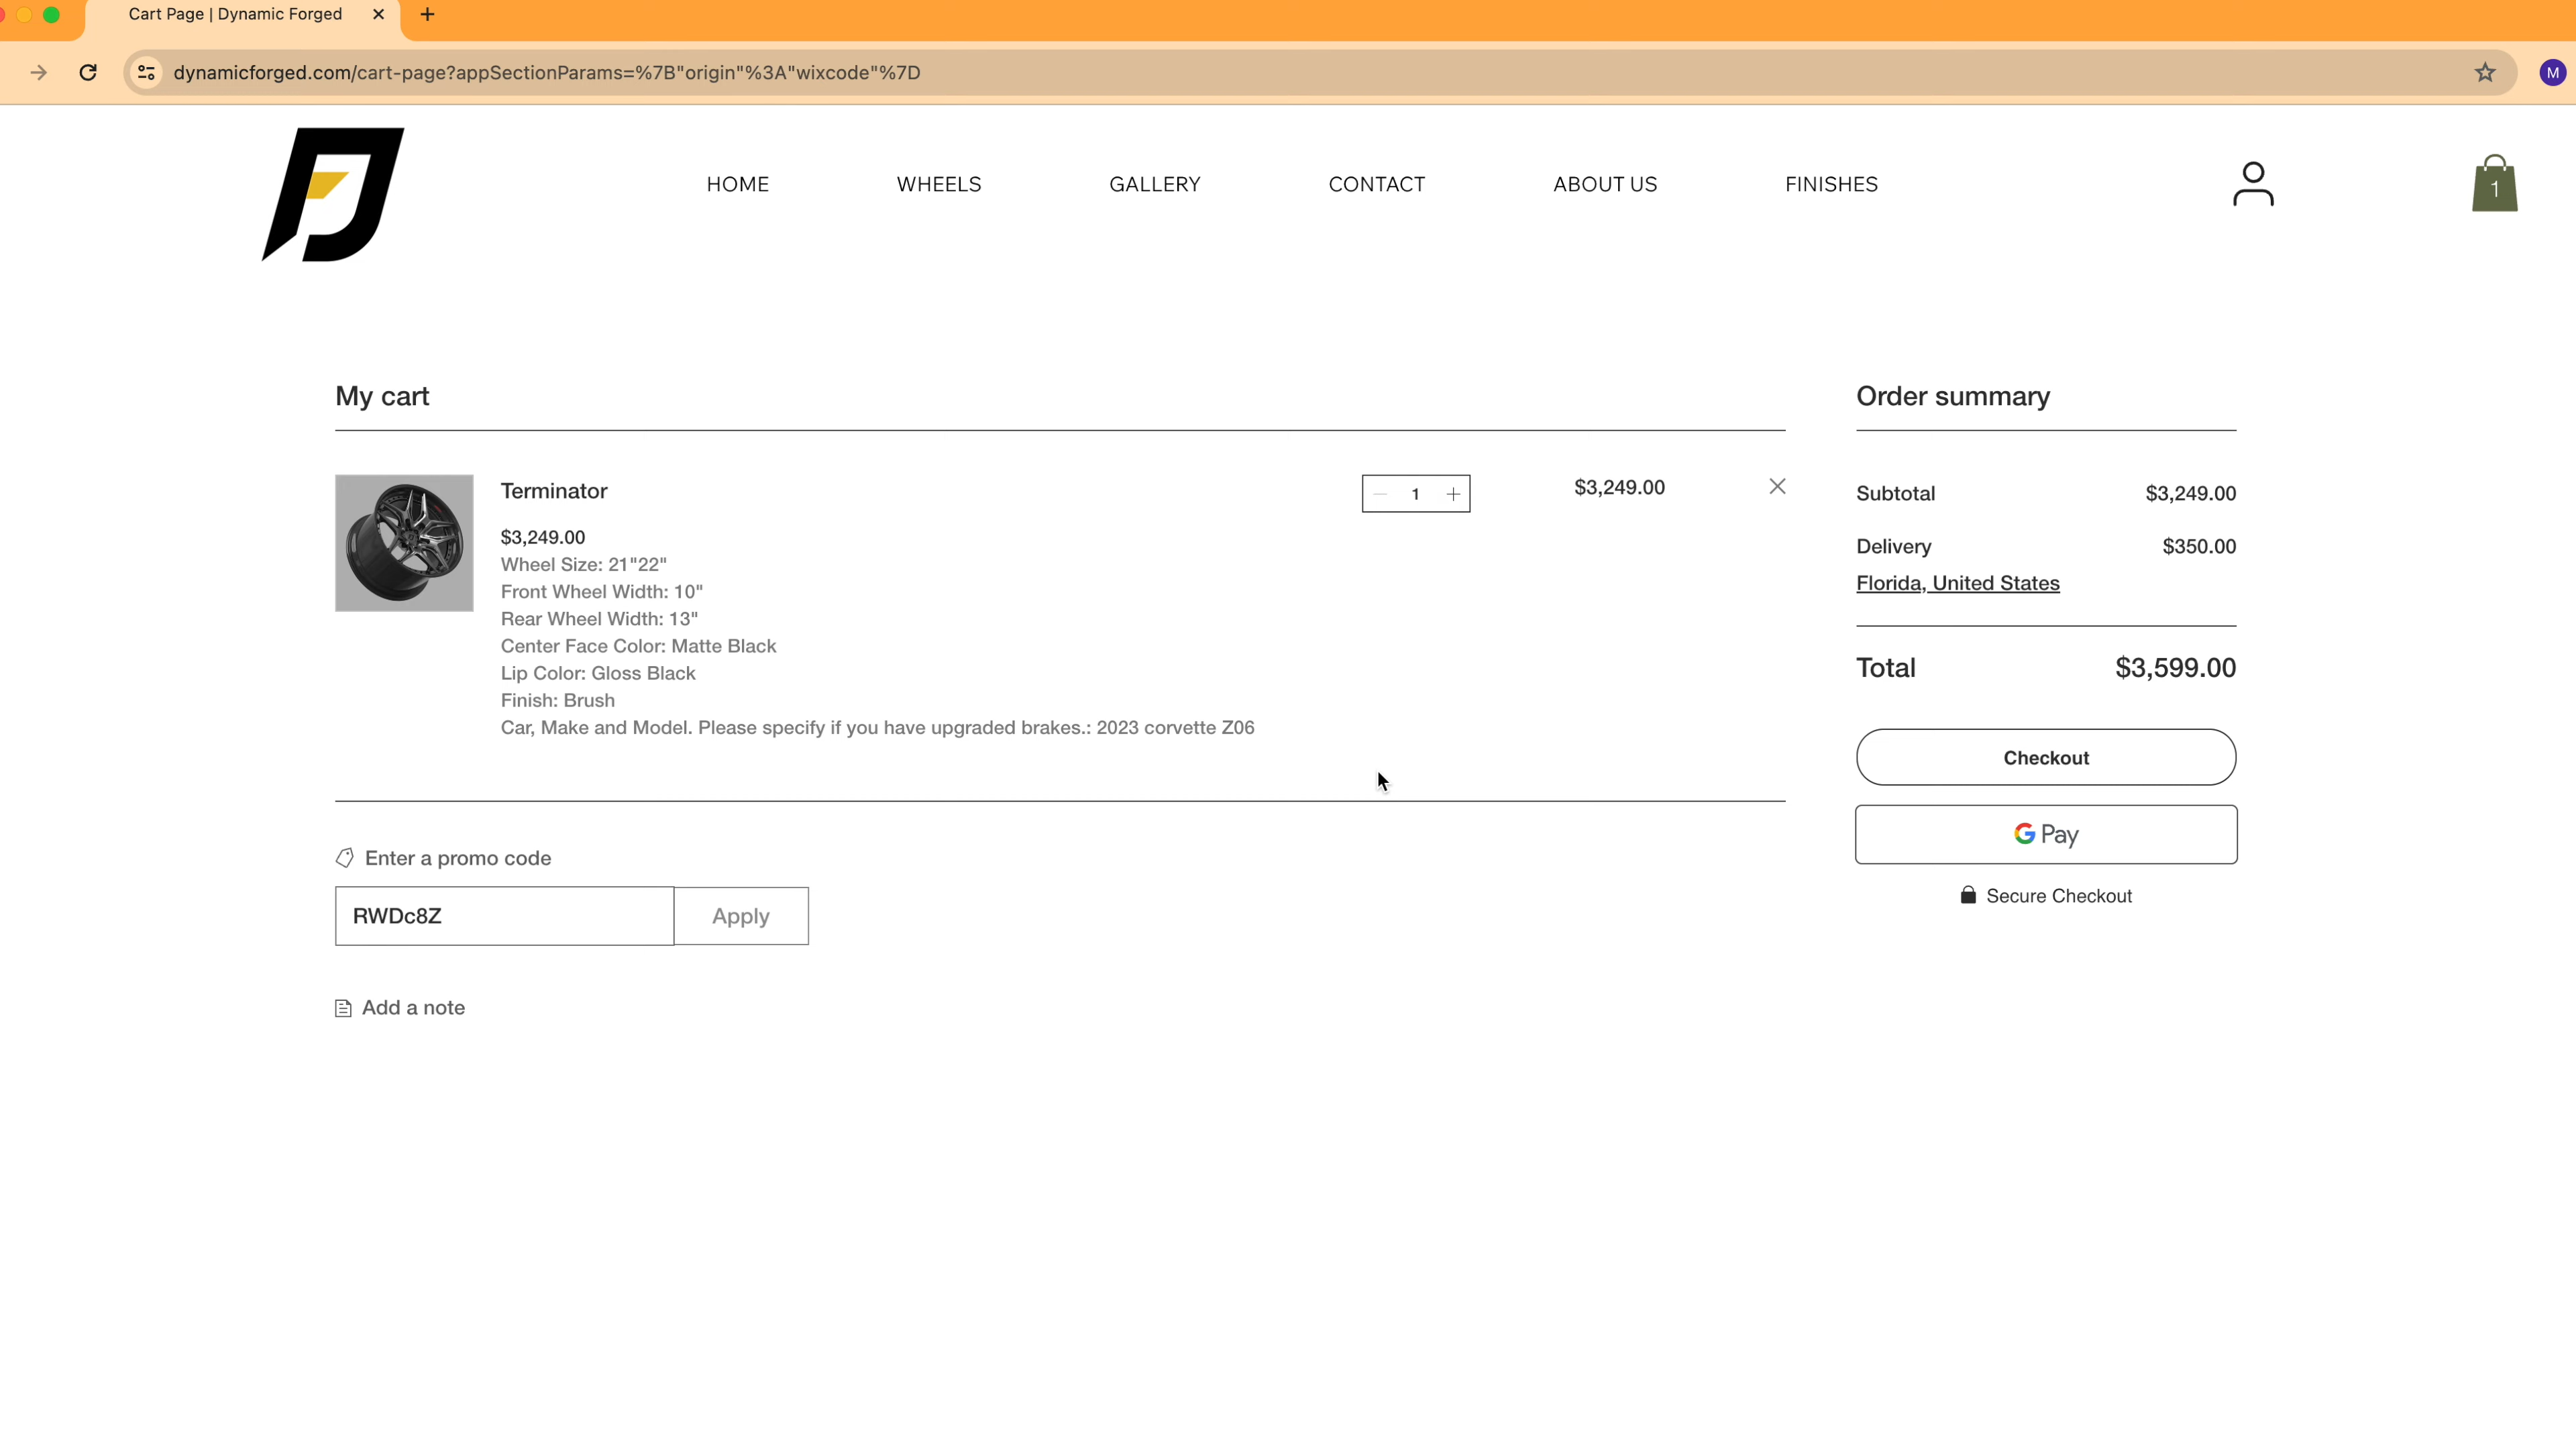 Cart Page | Dynamic Forged
dynamicforged.com/cart-page?appSectionParams=%7B"origin"%3A"wixcode"%7D
M
HOME
WHEELS
GALLERY
CONTACT
ABOUT US
FINISHES
1
My cart
Terminator
$3,249.00
Wheel Size: 21"22"
Front Wheel Width: 10"
Rear Wheel Width: 13"
Center Face Color: Matte Black
Lip Color: Gloss Black
Finish: Brush
Car, Make and Model. Please specify if you have upgraded brakes.: 2023 corvette Z06
1
$3,249.00
Enter a promo code
RWDc8Z
Apply
Add a note
Order summary
Subtotal $3,249.00
Delivery $350.00
Florida, United States
Total $3,599.00
Checkout
G Pay
Secure Checkout